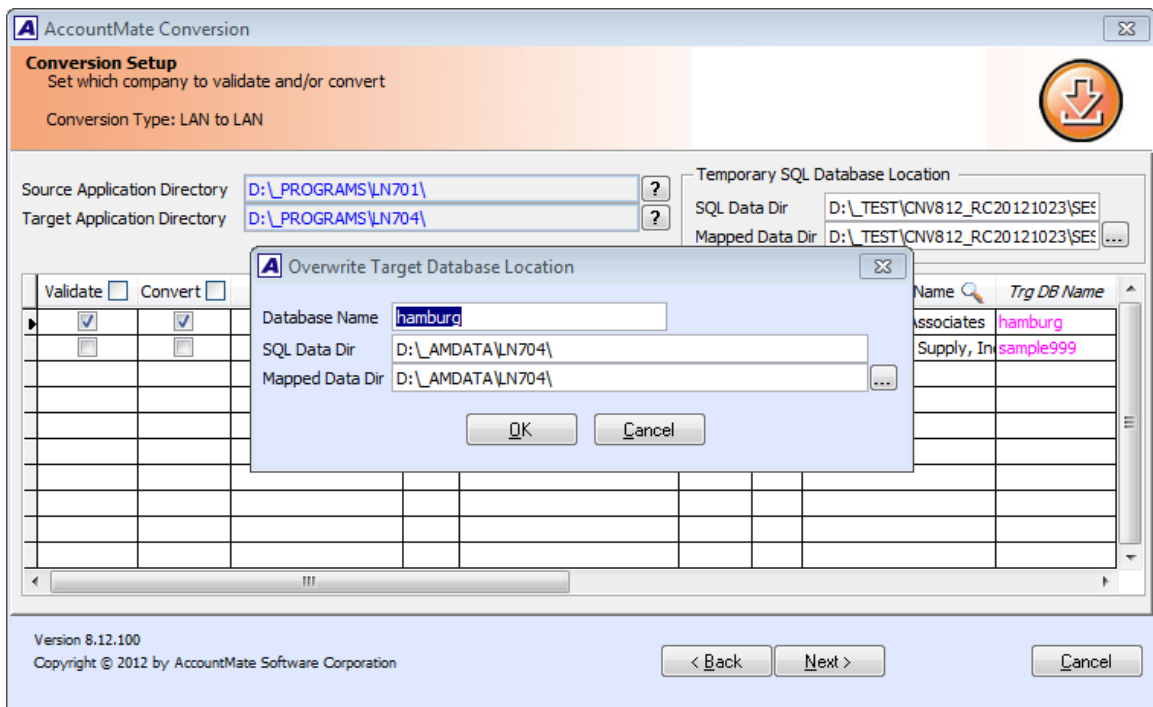 AccountMate Conversion
Conversion Setup
Set which company to validate and/or convert
Conversion Type: LAN to LAN
Source Application Directory D:\_PROGRAMS\LN701\ ?
Target Application Directory D:\_PROGRAMS\LN704\ ?
Temporary SQL Database Location
SQL Data Dir D:\_TEST\CNV812_RC20121023\SES
Mapped Data Dir D:\_TEST\CNV812_RC20121023\SES ...
Overwrite Target Database Location
Database Name hamburg
SQL Data Dir D:\_AMDATA\LN704\
Mapped Data Dir D:\_AMDATA\LN704\ ...
OK Cancel
Validate Convert Name Trg DB Name
Associates hamburg
Supply, In sample999
Version 8.12.100
Copyright © 2012 by AccountMate Software Corporation
< Back Next > Cancel